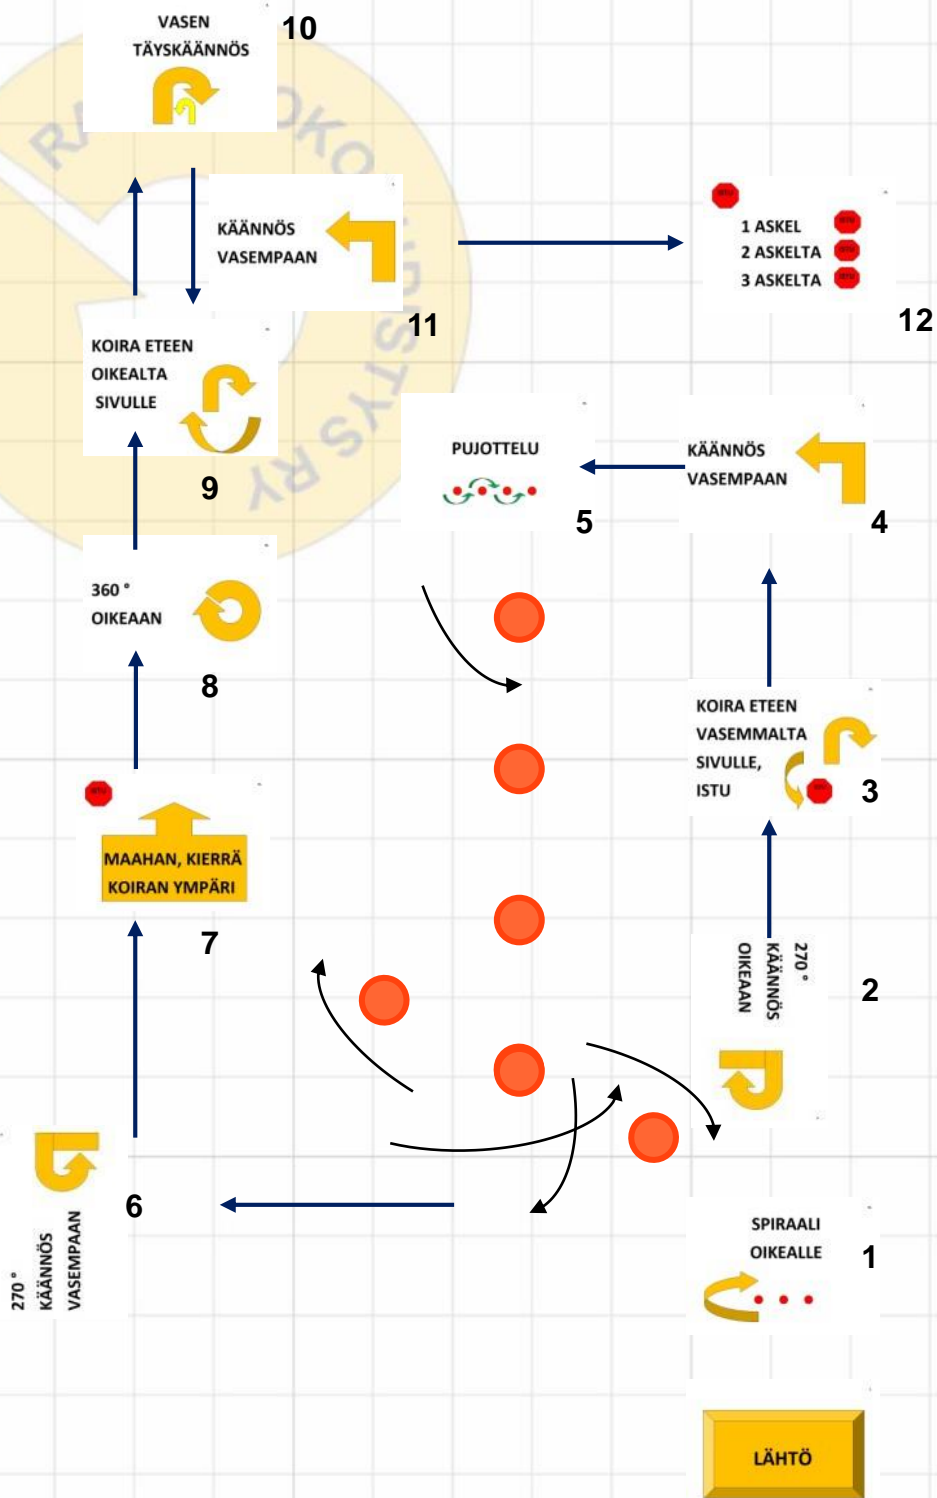 VASEN
TÄYSKÄÄNNÖS
10
KÄÄNNÖS
VASEMPAAN
11
1 ASKEL
2 ASKELTA
3 ASKELTA
12
KOIRA ETEEN
OIKEALTA
SIVULLE
9
PUJOTTELU
5
KÄÄNNÖS
VASEMPAAN
4
360 °
OIKEAAN
8
KOIRA ETEEN
VASEMMALTA
SIVULLE,
ISTU
3
MAAHAN, KIERRÄ
KOIRAN YMPÄRI
7
270 °
KÄÄNNÖS
OIKEAAN
2
270 °
KÄÄNNÖS
VASEMPAAN
6
SPIRAALI
OIKEALLE
1
LÄHTÖ